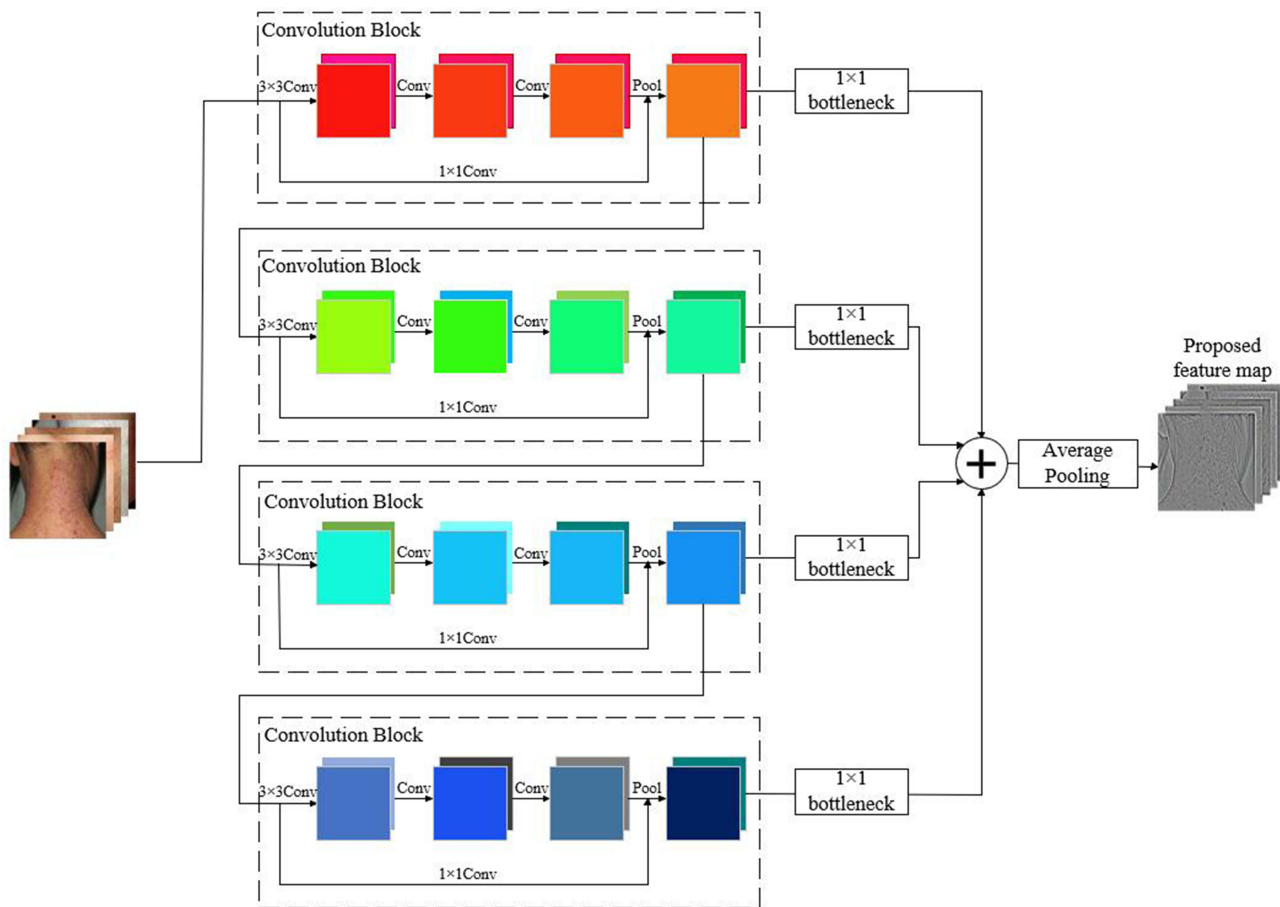 Convolution Block
3×3Conv
Conv
Conv
Pool
1×1Conv
1×1
bottleneck
Convolution Block
3×3Conv
Conv
Conv
Pool
1×1Conv
1×1
bottleneck
Proposed
feature map
+
Average
Pooling
Convolution Block
3×3Conv
Conv
Conv
Pool
1×1Conv
1×1
bottleneck
Convolution Block
3×3Conv
Conv
Conv
Pool
1×1Conv
1×1
bottleneck